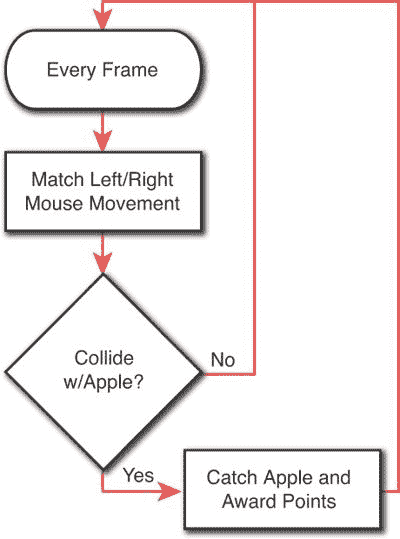 Every Frame
Match Left/Right
Mouse Movement
Collide
w/Apple?
No
Yes
Catch Apple and
Award Points